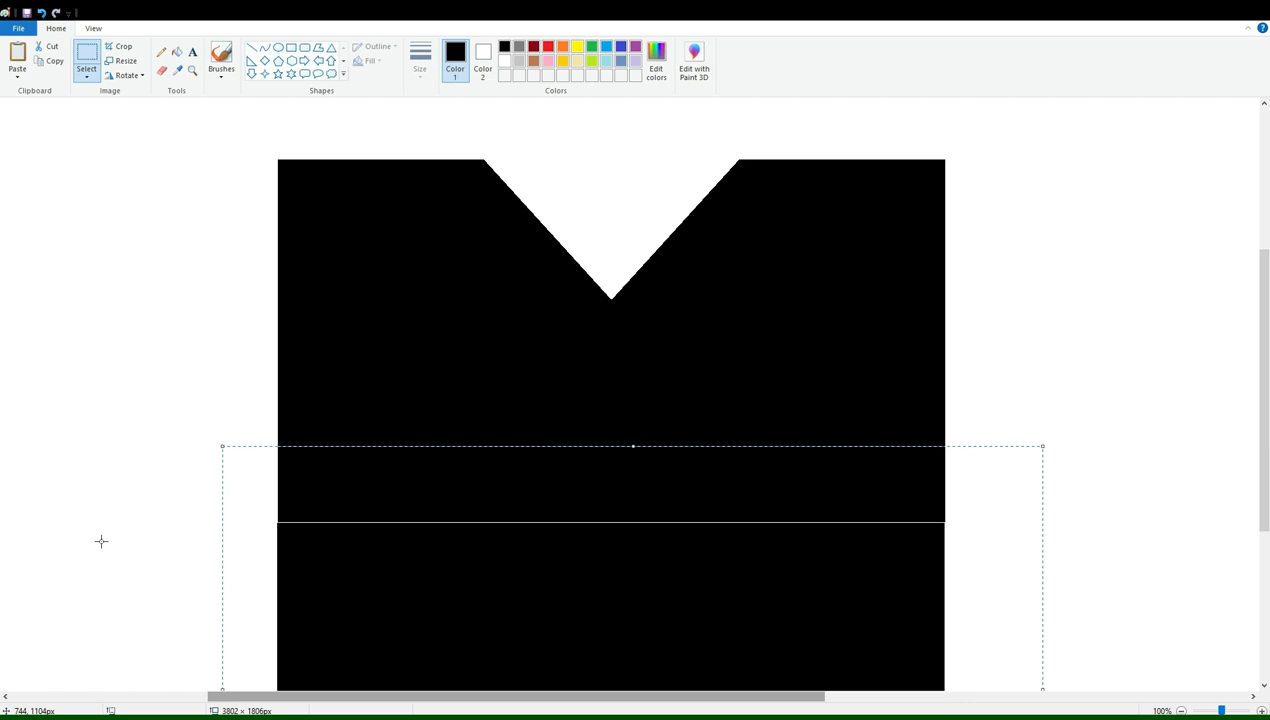 File Home View
Paste Cut Copy
Clipboard
Select Crop Resize Rotate
Image
A
Tools
Brushes
Outline Fill
Shapes
Size
Color 1
Color 2
Edit colors
Colors
Edit with Paint 3D
744, 1104px 3802 × 1806px 100%